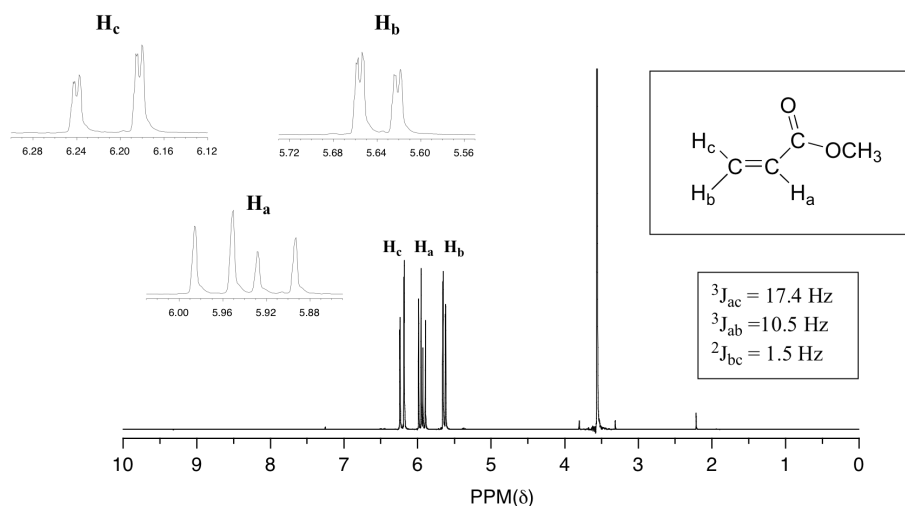 Hc
Hb
6.28 6.24 6.20 6.16 6.12
5.72 5.68 5.64 5.60 5.56
Ha
6.00 5.96 5.92 5.88
Hc Ha Hb
O
Hc
C
OCH3
C=C
Hb
Ha
3Jac = 17.4 Hz
3Jab =10.5 Hz
2Jbc = 1.5 Hz
10 9 8 7 6 5 4 3 2 1 0
PPM(δ)